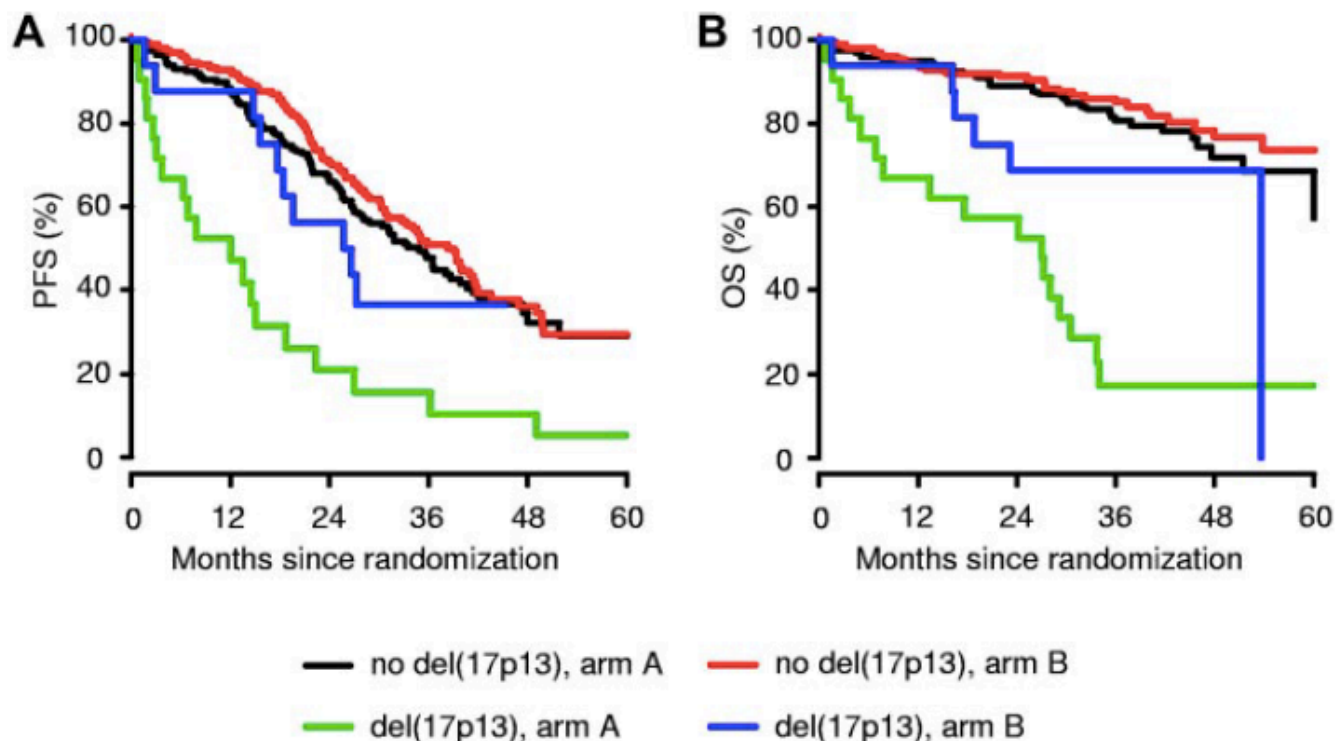 A
PFS (%)
100
80
60
40
20
0
0 12 24 36 48 60
Months since randomization
B
OS (%)
100
80
60
40
20
0
0 12 24 36 48 60
Months since randomization
no del(17p13), arm A
no del(17p13), arm B
del(17p13), arm A
del(17p13), arm B